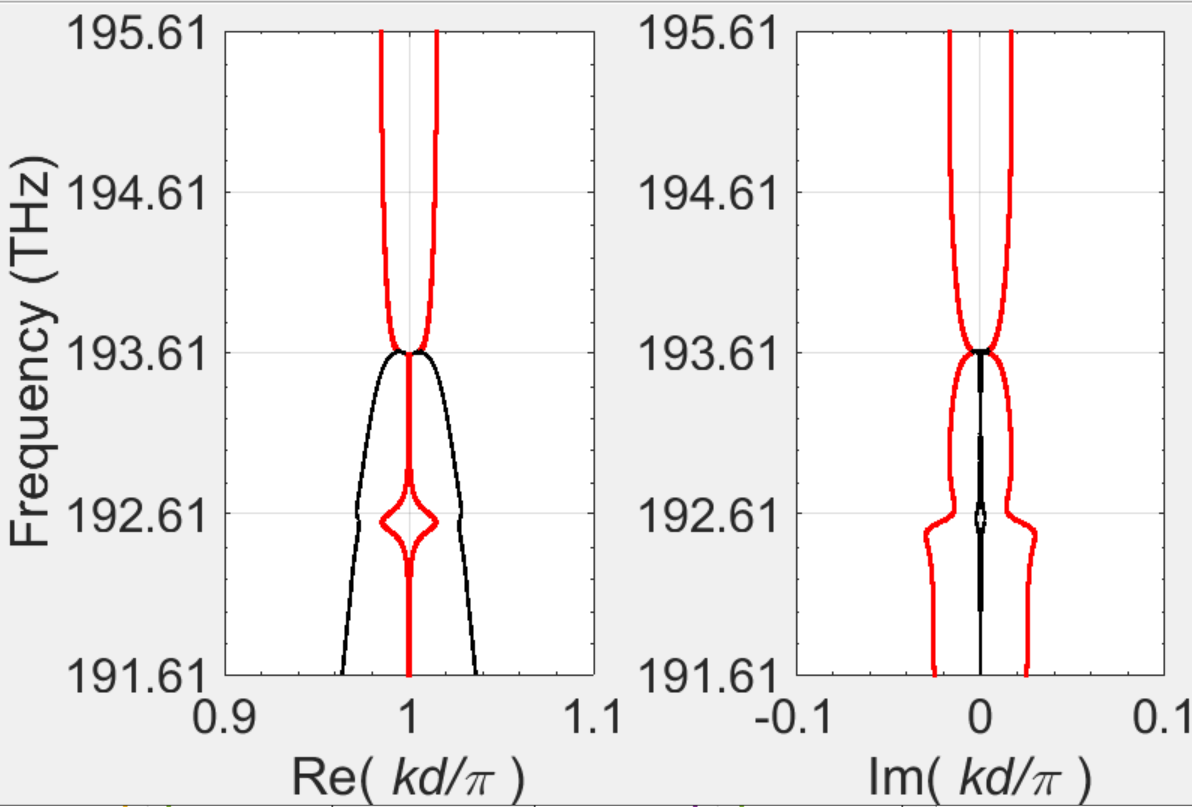 195.61
194.61
193.61
192.61
191.61
Frequency (THz)
0.9 1 1.1
Re( kd/π )
195.61
194.61
193.61
192.61
191.61
-0.1 0 0.1
Im( kd/π )